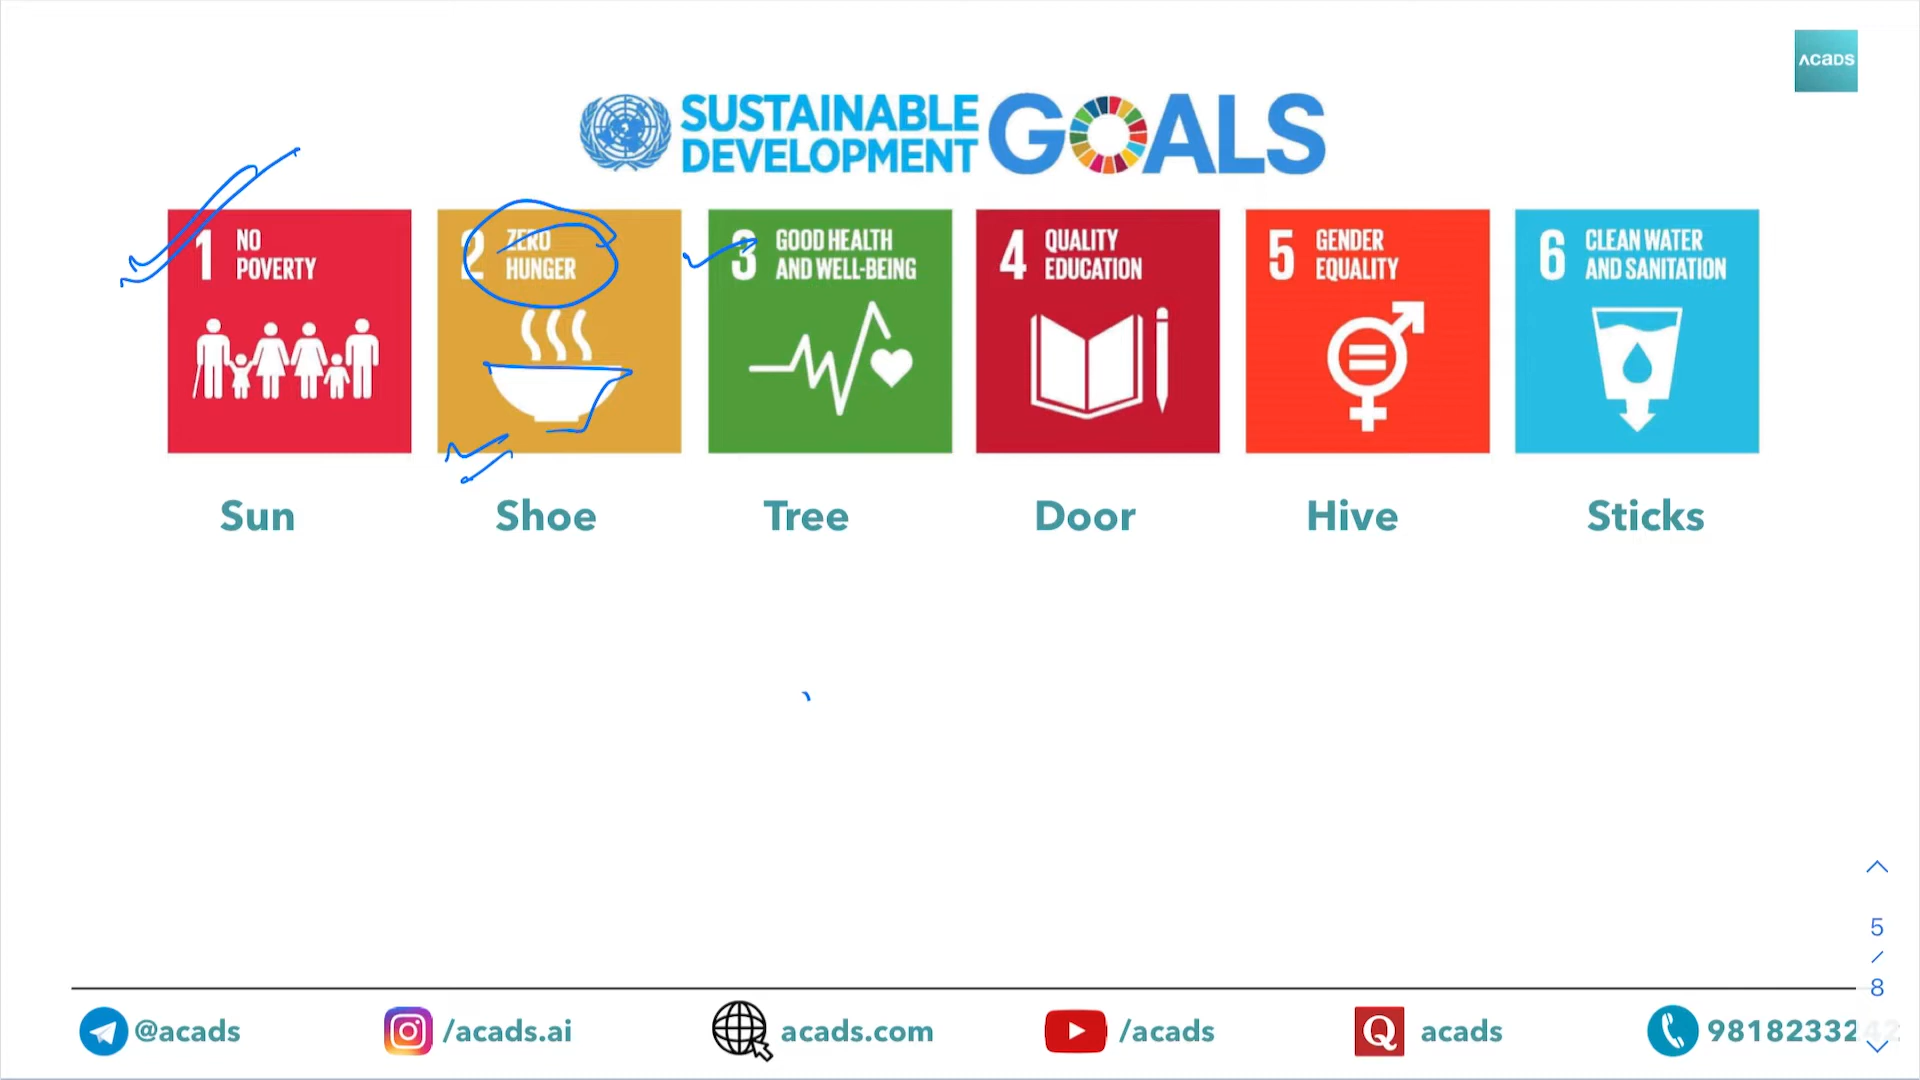 ACADS
SUSTAINABLE
DEVELOPMENT
GOALS
1 NO
POVERTY
2 ZERO
HUNGER
3 GOOD HEALTH
AND WELL-BEING
4 QUALITY
EDUCATION
5 GENDER
EQUALITY
6 CLEAN WATER
AND SANITATION
Sun Shoe Tree Door Hive Sticks
5
/
8
@acads /acads.ai acads.com /acads acads 9818233242